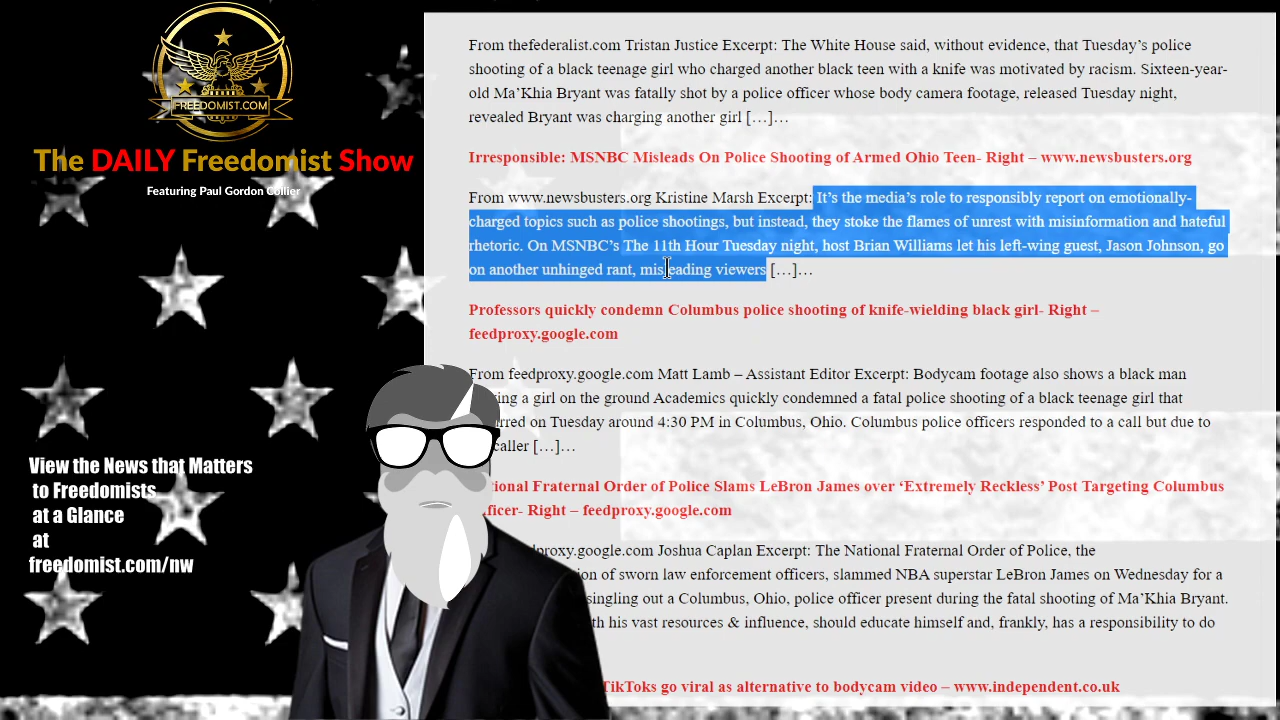 FREEDOMIST.COM
The DAILY Freedomist Show
Featuring Paul Gordon Collier
View the News that Matters
to Freedomists
at a Glance
at
freedomist.com/nw
From thefederalist.com Tristan Justice Excerpt: The White House said, without evidence, that Tuesday’s police
shooting of a black teenage girl who charged another black teen with a knife was motivated by racism. Sixteen-year-
old Ma’Khia Bryant was fatally shot by a police officer whose body camera footage, released Tuesday night,
revealed Bryant was charging another girl […]…
Irresponsible: MSNBC Misleads On Police Shooting of Armed Ohio Teen- Right – www.newsbusters.org
From www.newsbusters.org Kristine Marsh Excerpt: It’s the media’s role to responsibly report on emotionally-
charged topics such as police shootings, but instead, they stoke the flames of unrest with misinformation and hateful
rhetoric. On MSNBC’s The 11th Hour Tuesday night, host Brian Williams let his left-wing guest, Jason Johnson, go
on another unhinged rant, misleading viewers […]…
Professors quickly condemn Columbus police shooting of knife-wielding black girl- Right –
feedproxy.google.com
From feedproxy.google.com Matt Lamb – Assistant Editor Excerpt: Bodycam footage also shows a black man
a girl on the ground Academics quickly condemned a fatal police shooting of a black teenage girl that
on Tuesday around 4:30 PM in Columbus, Ohio. Columbus police officers responded to a call but due to
caller […]…
Fraternal Order of Police Slams LeBron James over ‘Extremely Reckless’ Post Targeting Columbus
Right – feedproxy.google.com
Joshua Caplan Excerpt: The National Fraternal Order of Police, the
of sworn law enforcement officers, slammed NBA superstar LeBron James on Wednesday for a
singling out a Columbus, Ohio, police officer present during the fatal shooting of Ma’Khia Bryant.
his vast resources & influence, should educate himself and, frankly, has a responsibility to do
TikToks go viral as alternative to bodycam video – www.independent.co.uk